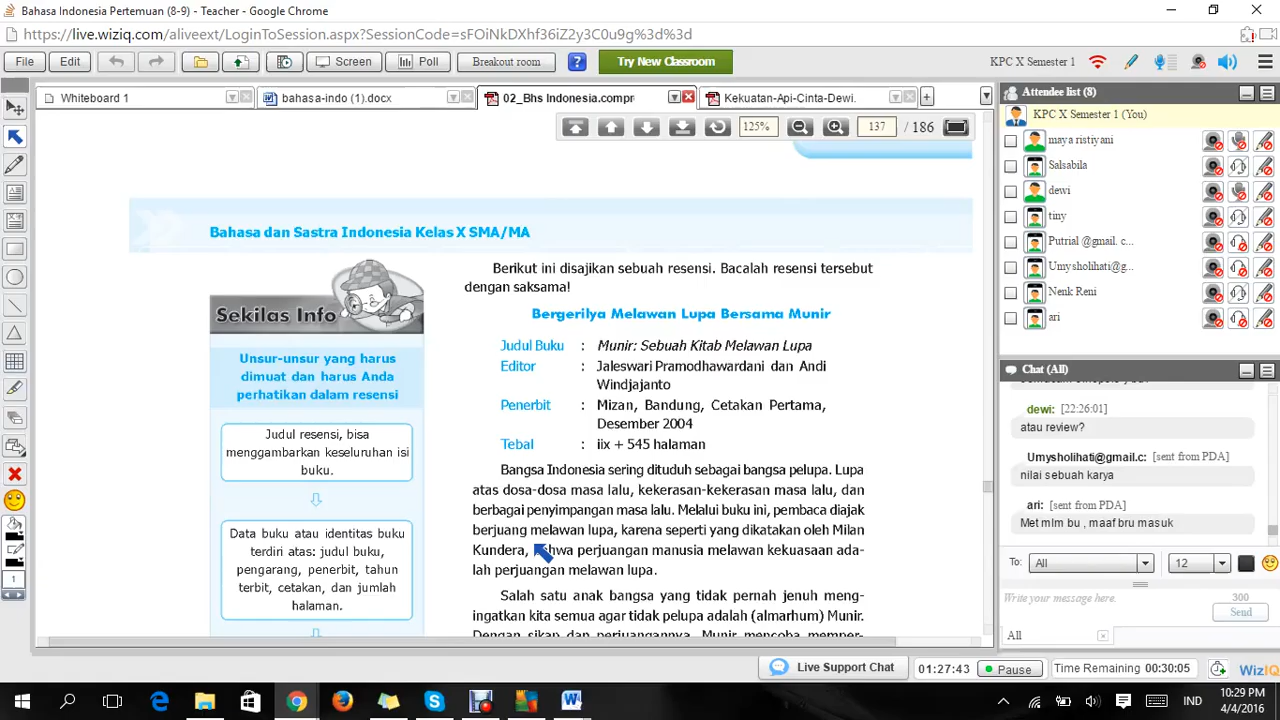 Bahasa Indonesia Pertemuan (8-9) - Teacher - Google Chrome
https://live.wiziq.com/aliveext/LoginToSession.aspx?SessionCode=sFOiNkDXhf36iZ2y3C0u9g%3d%3d
File Edit Screen Poll Breakout room ? Try New Classroom KPC X Semester 1
Whiteboard 1 bahasa-indo (1).docx 02_Bhs Indonesia.compr Kekuatan-Api-Cinta-Dewi.
125% 137 / 186
Bahasa dan Sastra Indonesia Kelas X SMA/MA
Sekilas Info
Unsur-unsur yang harus
dimuat dan harus Anda
perhatikan dalam resensi
Judul resensi, bisa
menggambarkan keseluruhan isi
buku.
Data buku atau identitas buku
terdiri atas: judul buku,
pengarang, penerbit, tahun
terbit, cetakan, dan jumlah
halaman.
Berikut ini disajikan sebuah resensi. Bacalah resensi tersebut
dengan saksama!
Bergerilya Melawan Lupa Bersama Munir
Judul Buku : Munir: Sebuah Kitab Melawan Lupa
Editor : Jaleswari Pramodhawardani dan Andi
Windjajanto
Penerbit : Mizan, Bandung, Cetakan Pertama,
Desember 2004
Tebal : iix + 545 halaman
Bangsa Indonesia sering dituduh sebagai bangsa pelupa. Lupa
atas dosa-dosa masa lalu, kekerasan-kekerasan masa lalu, dan
berbagai penyimpangan masa lalu. Melalui buku ini, pembaca diajak
berjuang melawan lupa, karena seperti yang dikatakan oleh Milan
Kundera, perjuangan manusia melawan kekuasaan ada-
lah perjuangan melawan lupa.
Salah satu anak bangsa yang tidak pernah jenuh meng-
ingatkan kita semua agar tidak pelupa adalah (almarhum) Munir.
Dengan sikap dan perjuangannya, Munir mencoba memper-
Attendee list (8)
KPC X Semester 1 (You)
maya ristiyani
Salsabila
dewi
tiny
Putrial @gmail. c...
Umysholihati@g...
Nenk Reni
ari
Chat (All)
dewi: [22:26:01]
atau review?
Umysholihati@gmail.c: [sent from PDA]
nilai sebuah karya
ari: [sent from PDA]
Met mlm bu , maaf bru masuk
To: All 12
Write your message here. 300
Send
All
1
Live Support Chat 01:27:43 Pause Time Remaining 00:30:05 WizIQ
IND 10:29 PM
4/4/2016